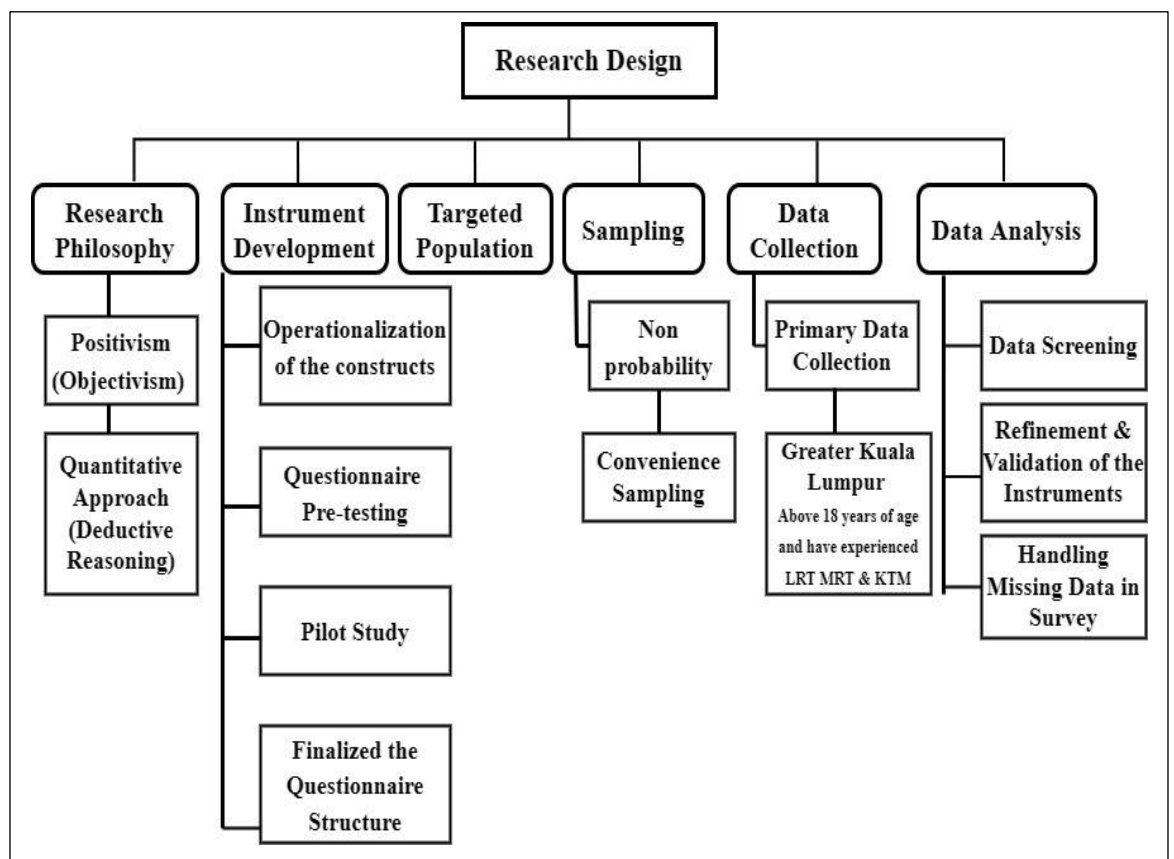 Research Design
Research
Philosophy
Positivism
(Objectivism)
Quantitative
Approach
(Deductive
Reasoning)
Instrument
Development
Operationalization
of the constructs
Questionnaire
Pre-testing
Pilot Study
Finalized the
Questionnaire
Structure
Targeted
Population
Sampling
Non
probability
Convenience
Sampling
Data
Collection
Primary Data
Collection
Greater Kuala
Lumpur
Above 18 years of age
and have experienced
LRT MRT & KTM
Data Analysis
Data Screening
Refinement &
Validation of the
Instruments
Handling
Missing Data in
Survey